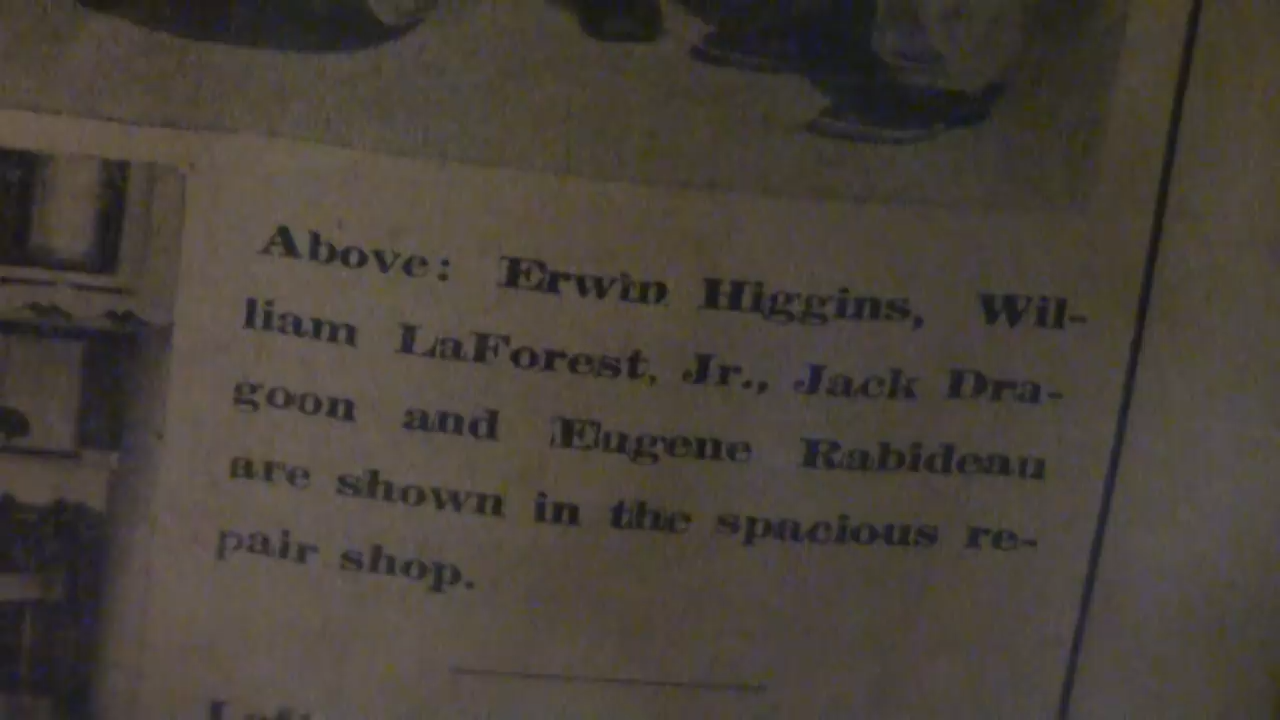 Above: Erwin Higgins, Wil-
liam LaForest, Jr., Jack Dra-
goon and Eugene Rabideau
are shown in the spacious re-
pair shop.